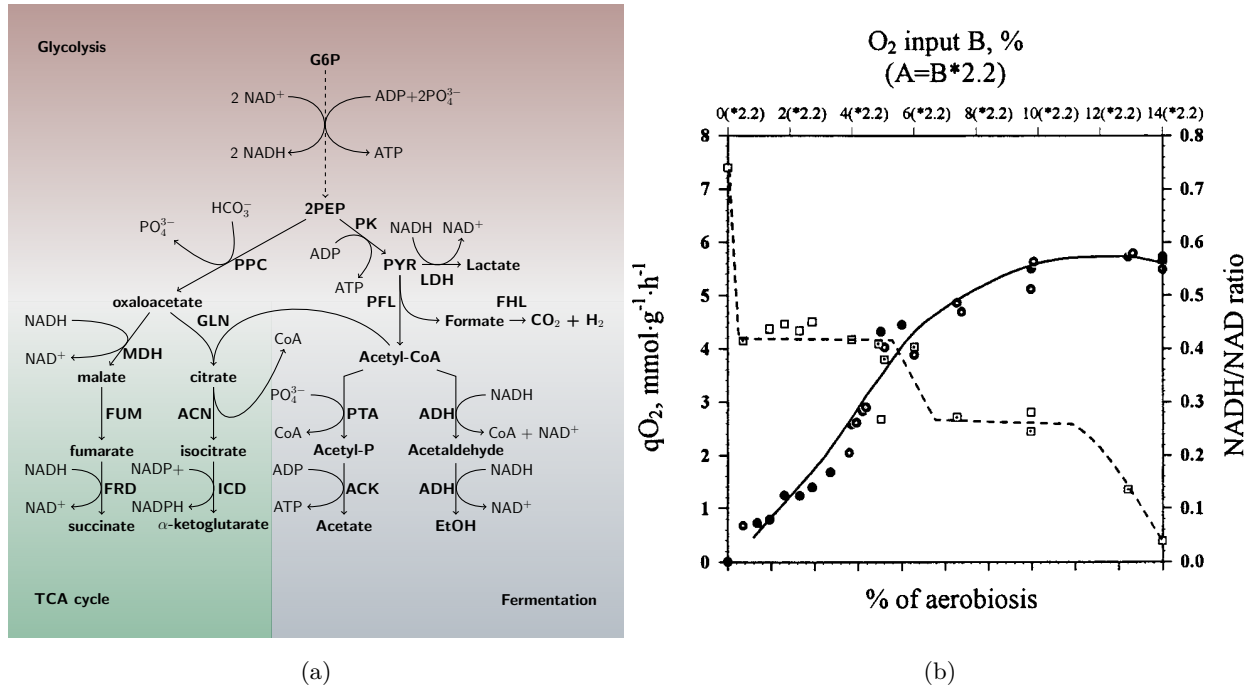 Glycolysis
G6P
2 NAD⁺
ADP+2PO₄³⁻
2 NADH
ATP
2PEP
HCO₃⁻
PO₄³⁻
PPC
PK
ADP
ATP
NADH
NAD⁺
PYR
Lactate
LDH
PFL
FHL
Formate
CO₂ + H₂
oxaloacetate
GLN
NADH
NAD⁺
MDH
CoA
Acetyl-CoA
malate
citrate
FUM
ACN
PO₄³⁻
PTA
CoA
ADH
NADH
CoA + NAD⁺
fumarate
isocitrate
Acetyl-P
Acetaldehyde
NADH
FRD
NAD⁺
NADP+
ICD
NADPH
ADP
ACK
ATP
NADH
ADH
NAD⁺
succinate
α-ketoglutarate
Acetate
EtOH
TCA cycle
Fermentation
(a)
O₂ input B, %
(A=B*2.2)
0(*2.2) 2(*2.2) 4(*2.2) 6(*2.2) 8(*2.2) 10(*2.2) 12(*2.2) 14(*2.2)
8
7
6
5
4
3
2
1
0
qO₂, mmol·g⁻¹·h⁻¹
0.8
0.7
0.6
0.5
0.4
0.3
0.2
0.1
0.0
NADH/NAD ratio
% of aerobiosis
(b)